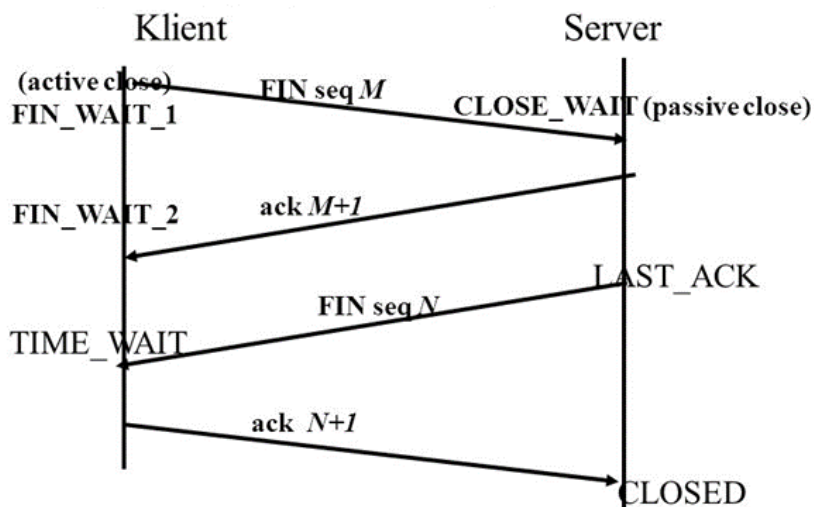 Klient Server
(active close)
FIN seq M
FIN_WAIT_1
CLOSE_WAIT (passive close)
FIN_WAIT_2
ack M+1
LAST_ACK
FIN seq N
TIME_WAIT
ack N+1
CLOSED